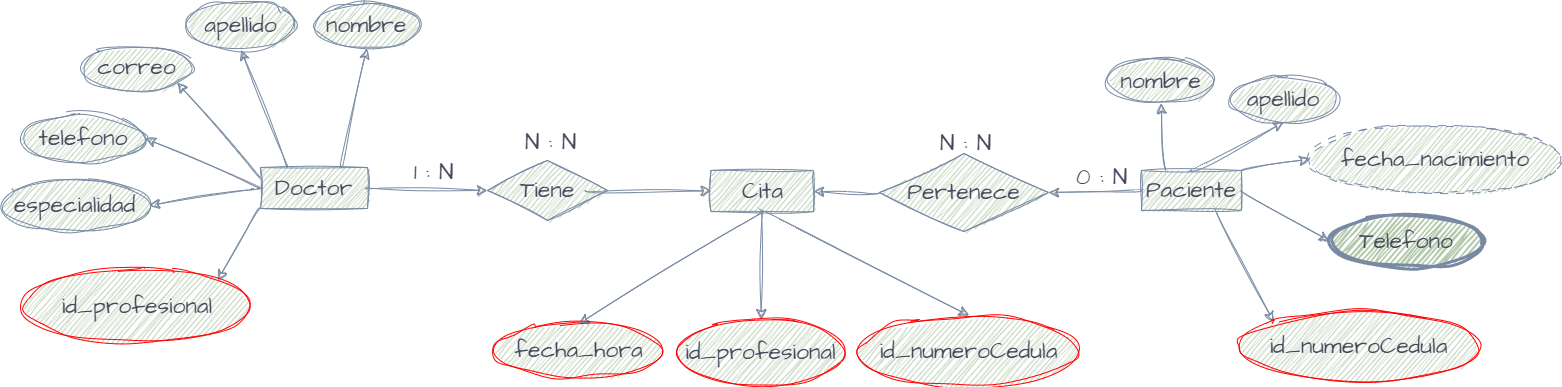 apellido
nombre
correo
telefono
especialidad
Doctor
id_profesional
1 : N
N : N
Tiene
Cita
fecha_hora
id_profesional
id_numeroCedula
N : N
Pertenece
O : N
Paciente
nombre
apellido
fecha_nacimiento
Telefono
id_numeroCedula